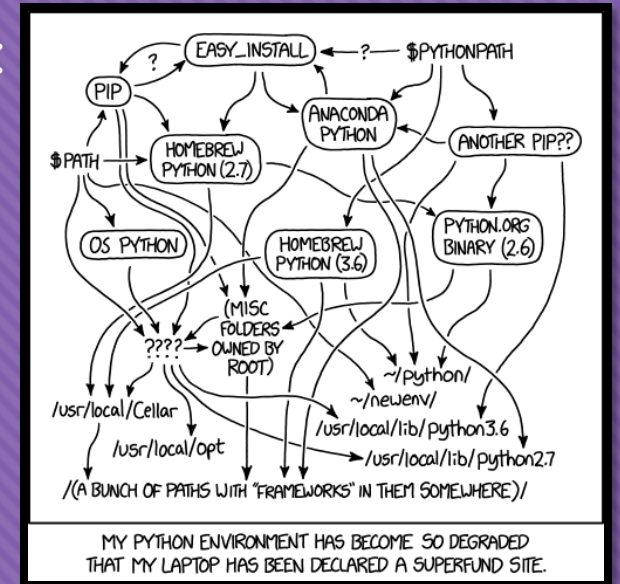 EASY_INSTALL
?
?
$PYTHONPATH
PIP
ANACONDA
PYTHON
ANOTHER PIP??
HOMEBREW
PYTHON (2.7)
$PATH
OS PYTHON
HOMEBREW
PYTHON (3.6)
PYTHON.ORG
BINARY (2.6)
(MISC
FOLDERS
OWNED BY
ROOT)
????
~/python/
~/newenv/
/usr/local/Cellar
/usr/local/lib/python3.6
/usr/local/opt
/usr/local/lib/python2.7
/(A BUNCH OF PATHS WITH "FRAMEWORKS" IN THEM SOMEWHERE)/
MY PYTHON ENVIRONMENT HAS BECOME SO DEGRADED
THAT MY LAPTOP HAS BEEN DECLARED A SUPERFUND SITE.